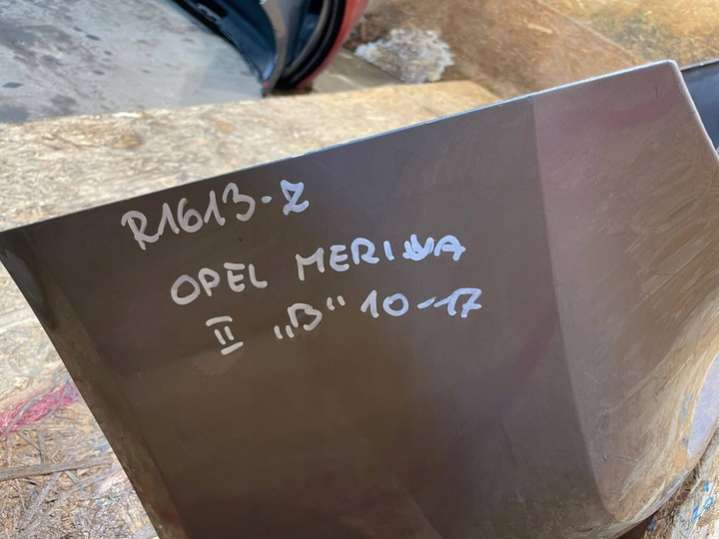 R1613-Z
OPEL MERIVA
II „B" 10-17